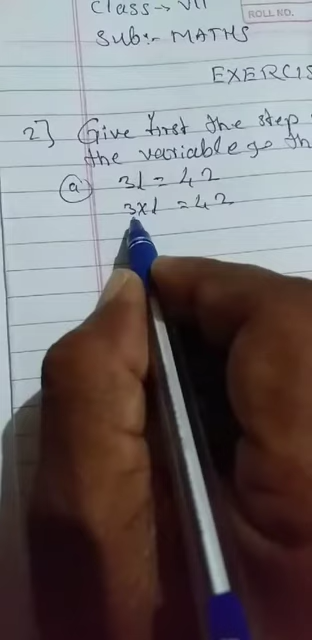 Class → VII
ROLL NO.
Sub:- MATHS
EXERCIS
2] Give first the step
the variable go th
(a) 3l = 42
3×l = 42